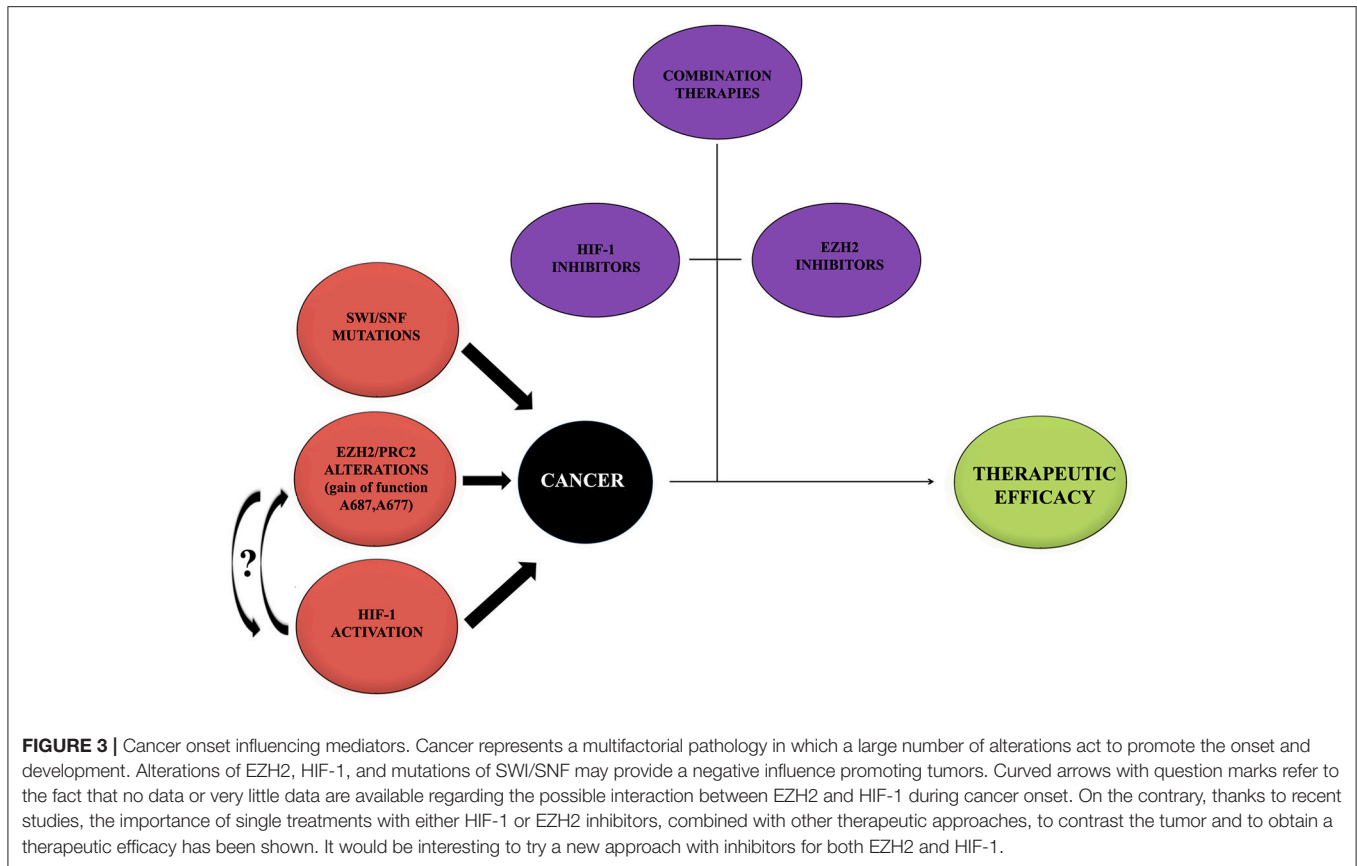 COMBINATION
THERAPIES
HIF-1
INHIBITORS
EZH2
INHIBITORS
SWI/SNF
MUTATIONS
EZH2/PRC2
ALTERATIONS
(gain of function
A687,A677)
CANCER
THERAPEUTIC
EFFICACY
?
HIF-1
ACTIVATION
FIGURE 3 | Cancer onset influencing mediators. Cancer represents a multifactorial pathology in which a large number of alterations act to promote the onset and
development. Alterations of EZH2, HIF-1, and mutations of SWI/SNF may provide a negative influence promoting tumors. Curved arrows with question marks refer to
the fact that no data or very little data are available regarding the possible interaction between EZH2 and HIF-1 during cancer onset. On the contrary, thanks to recent
studies, the importance of single treatments with either HIF-1 or EZH2 inhibitors, combined with other therapeutic approaches, to contrast the tumor and to obtain a
therapeutic efficacy has been shown. It would be interesting to try a new approach with inhibitors for both EZH2 and HIF-1.